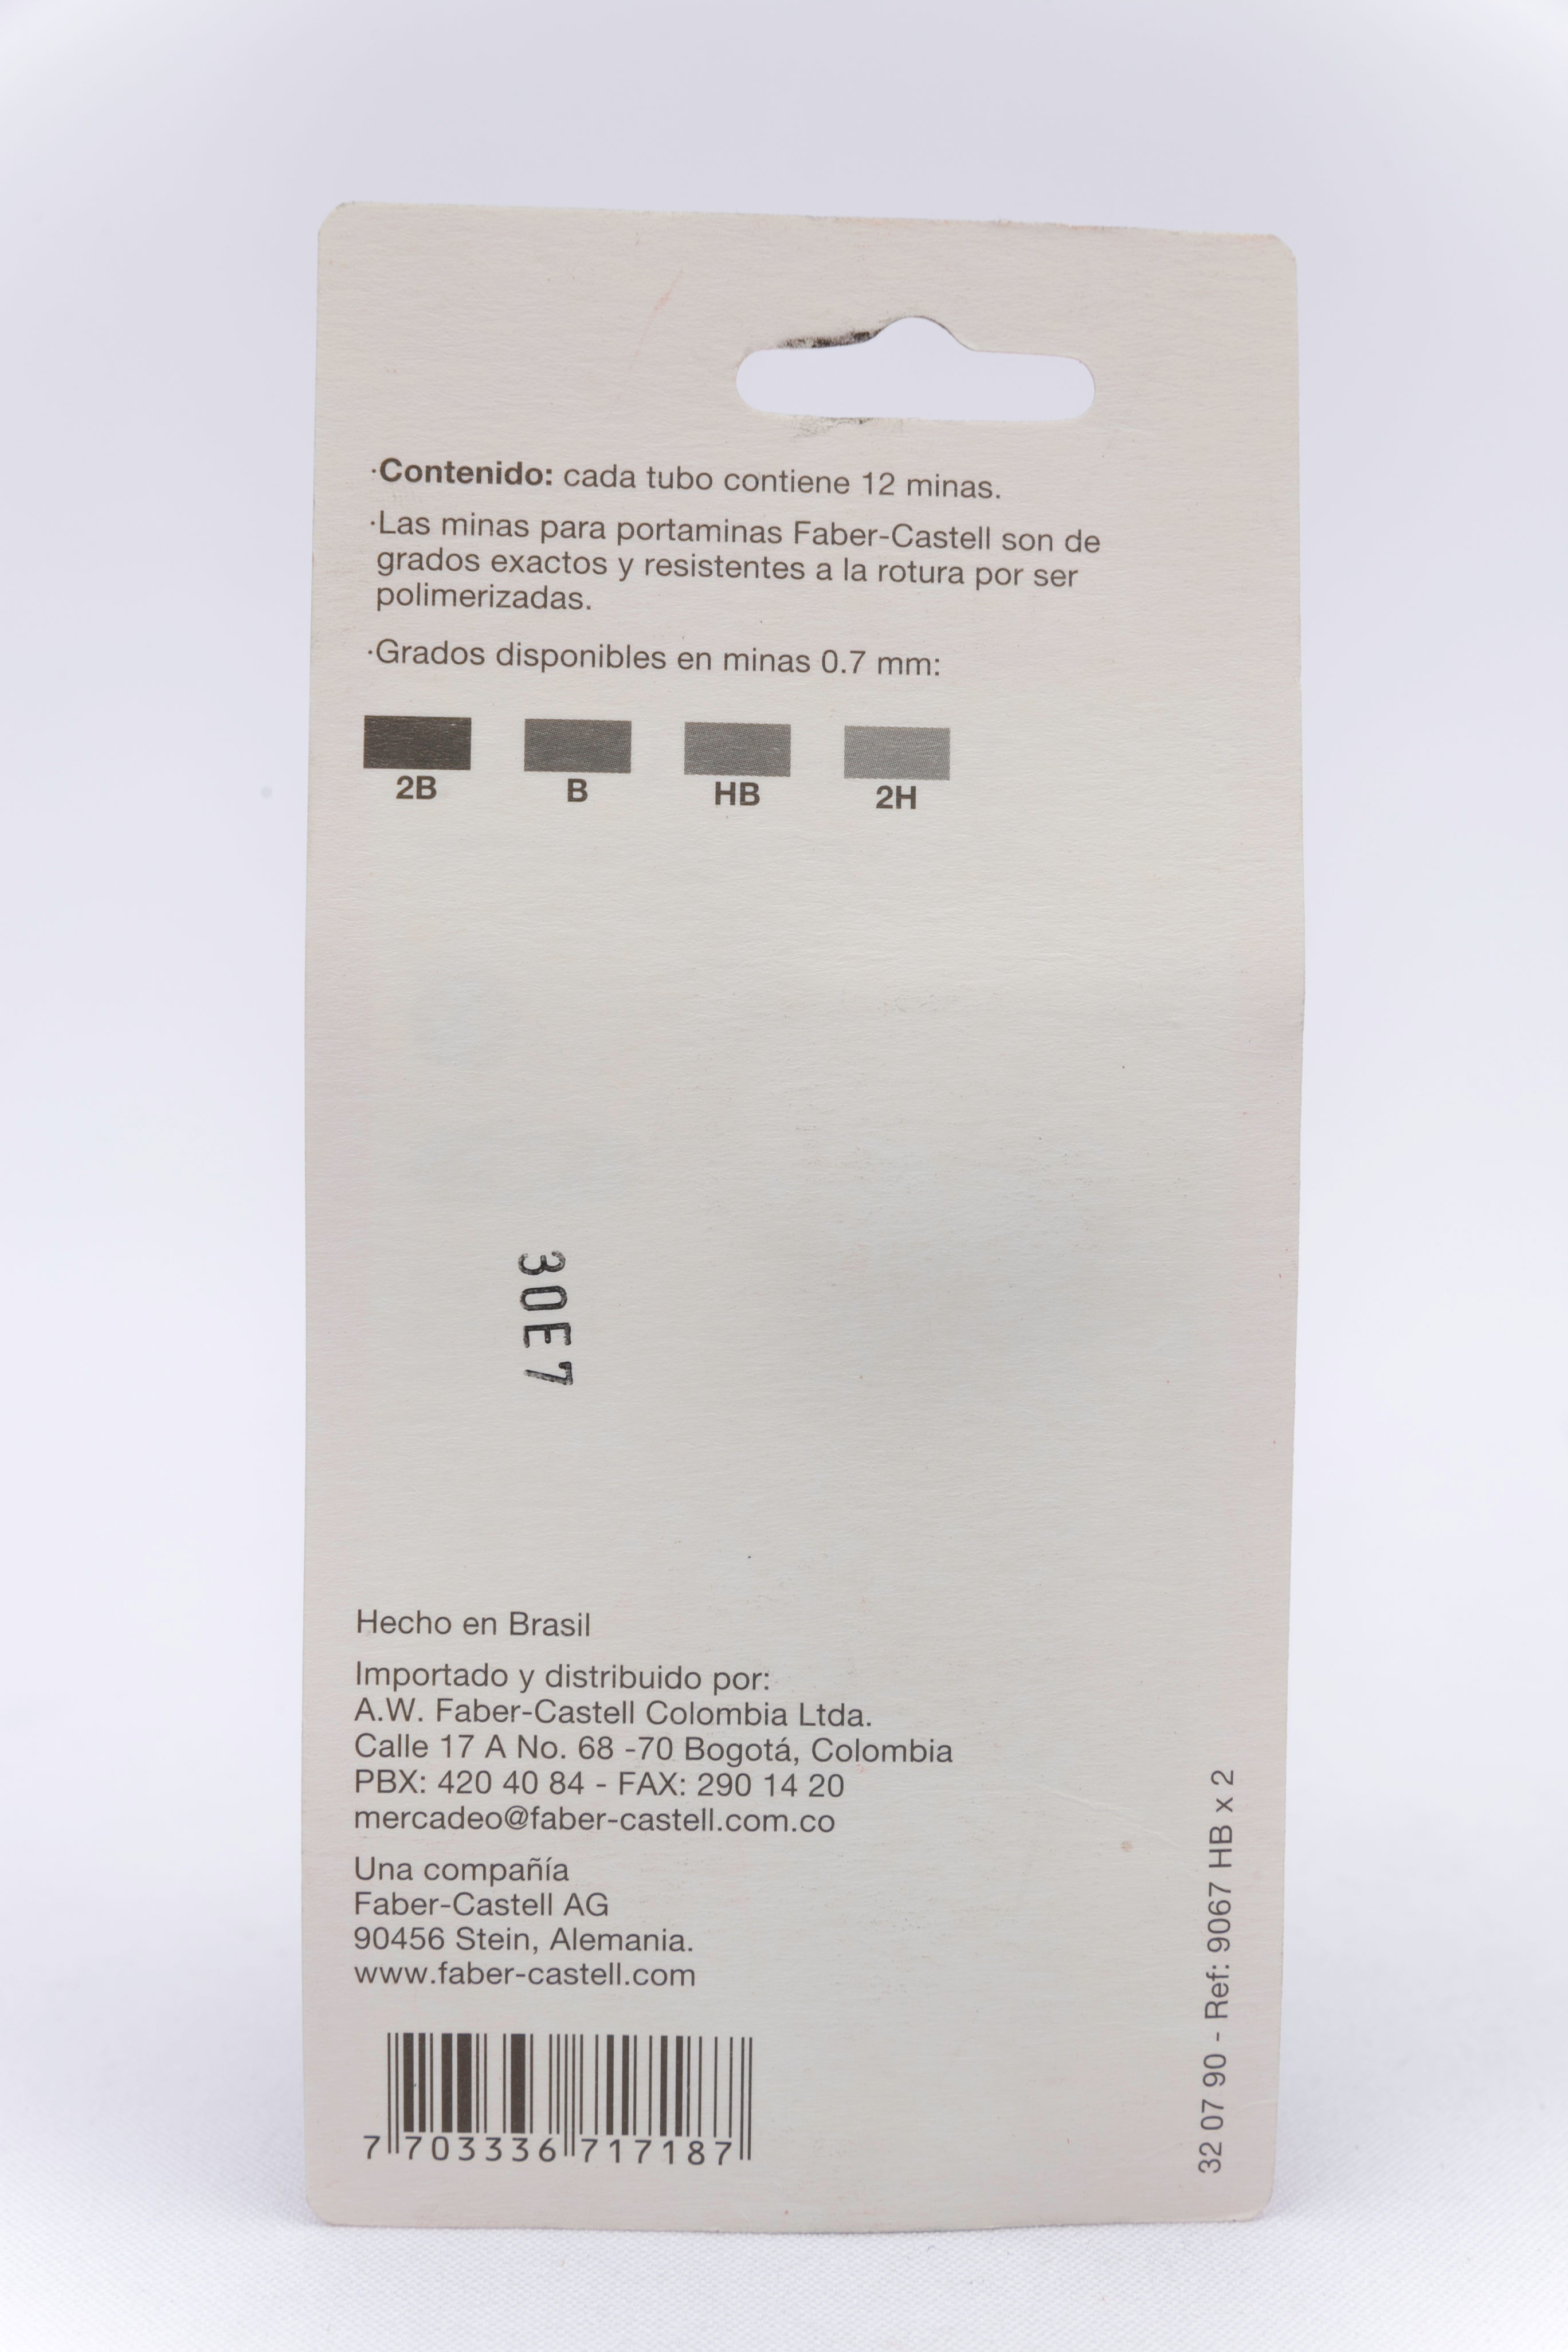 ·Contenido: cada tubo contiene 12 minas.
·Las minas para portaminas Faber-Castell son de
grados exactos y resistentes a la rotura por ser
polimerizadas.
·Grados disponibles en minas 0.7 mm:
2B B HB 2H
30E7
Hecho en Brasil
Importado y distribuido por:
A.W. Faber-Castell Colombia Ltda.
Calle 17 A No. 68 -70 Bogotá, Colombia
PBX: 420 40 84 - FAX: 290 14 20
mercadeo@faber-castell.com.co
Una compañía
Faber-Castell AG
90456 Stein, Alemania.
www.faber-castell.com
7 703336 717187
32 07 90 - Ref: 9067 HB x 2